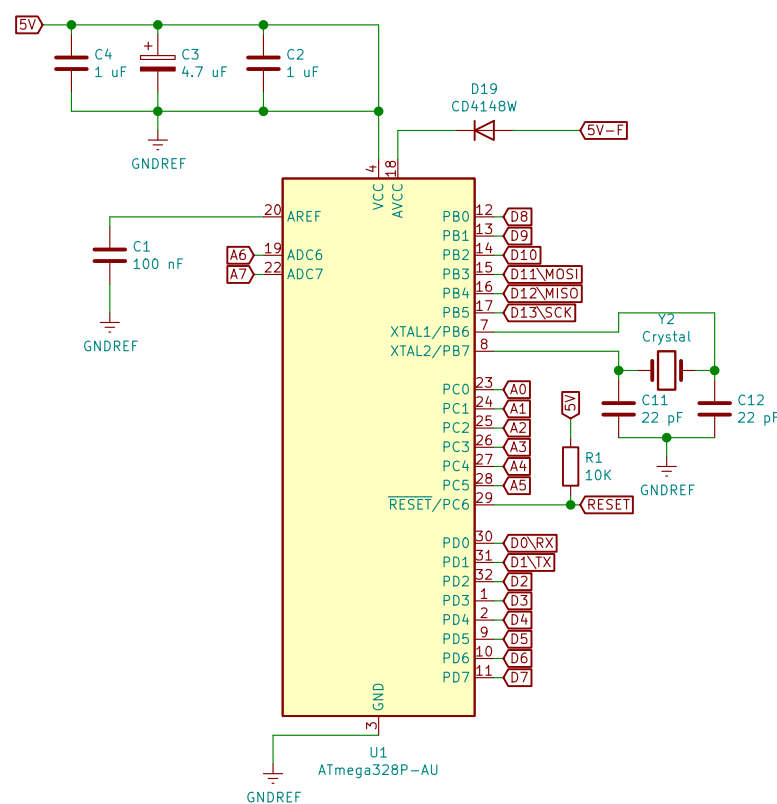 5V
C4
1 uF
+
C3
4.7 uF
C2
1 uF
GNDREF
D19
CD4148W
5V-F
4
18
VCC
AVCC
20
AREF
C1
100 nF
GNDREF
A6
19
ADC6
A7
22
ADC7
PB0
12
D8
PB1
13
D9
PB2
14
D10
PB3
15
D11\MOSI
PB4
16
D12\MISO
PB5
17
D13\SCK
XTAL1/PB6
7
XTAL2/PB7
8
Y2
Crystal
C11
22 pF
C12
22 pF
GNDREF
PC0
23
A0
PC1
24
A1
PC2
25
A2
PC3
26
A3
PC4
27
A4
PC5
28
A5
RESET/PC6
29
5V
R1
10K
RESET
PD0
30
D0\RX
PD1
31
D1\TX
PD2
32
D2
PD3
1
D3
PD4
2
D4
PD5
9
D5
PD6
10
D6
PD7
11
D7
GND
3
U1
ATmega328P-AU
GNDREF